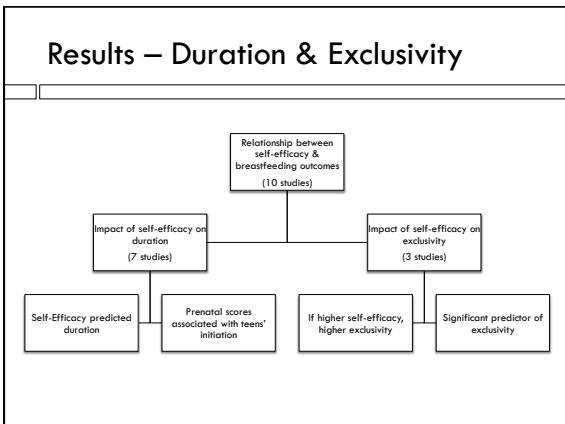 Results – Duration & Exclusivity
Relationship between
self-efficacy &
breastfeeding outcomes
(10 studies)
Impact of self-efficacy on
duration
(7 studies)
Impact of self-efficacy on
exclusivity
(3 studies)
Self-Efficacy predicted
duration
Prenatal scores
associated with teens'
initiation
If higher self-efficacy,
higher exclusivity
Significant predictor of
exclusivity